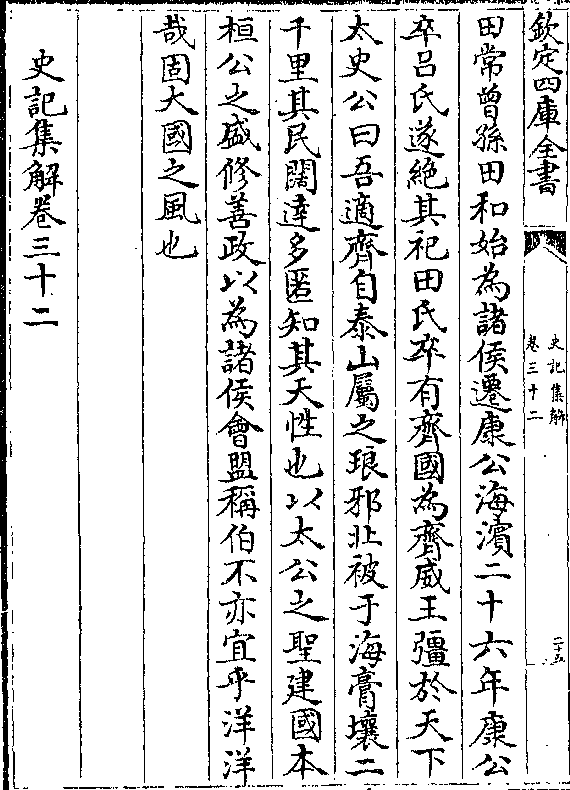 欽定四庫全書
史記集解
卷三十二
二十五
田常曾孫田和始為諸侯遷康公海濱二十六年康公
卒呂氏遂絶其祀田氏卒有齊國為齊威王彊於天下
太史公曰吾適齊自泰山屬之琅邪北被于海膏壤二
千里其民闊達多匿知其天性也以太公之聖建國本
桓公之盛修善政以為諸侯會盟稱伯不亦宜乎洋洋
哉固大國之風也
史記集解卷三十二